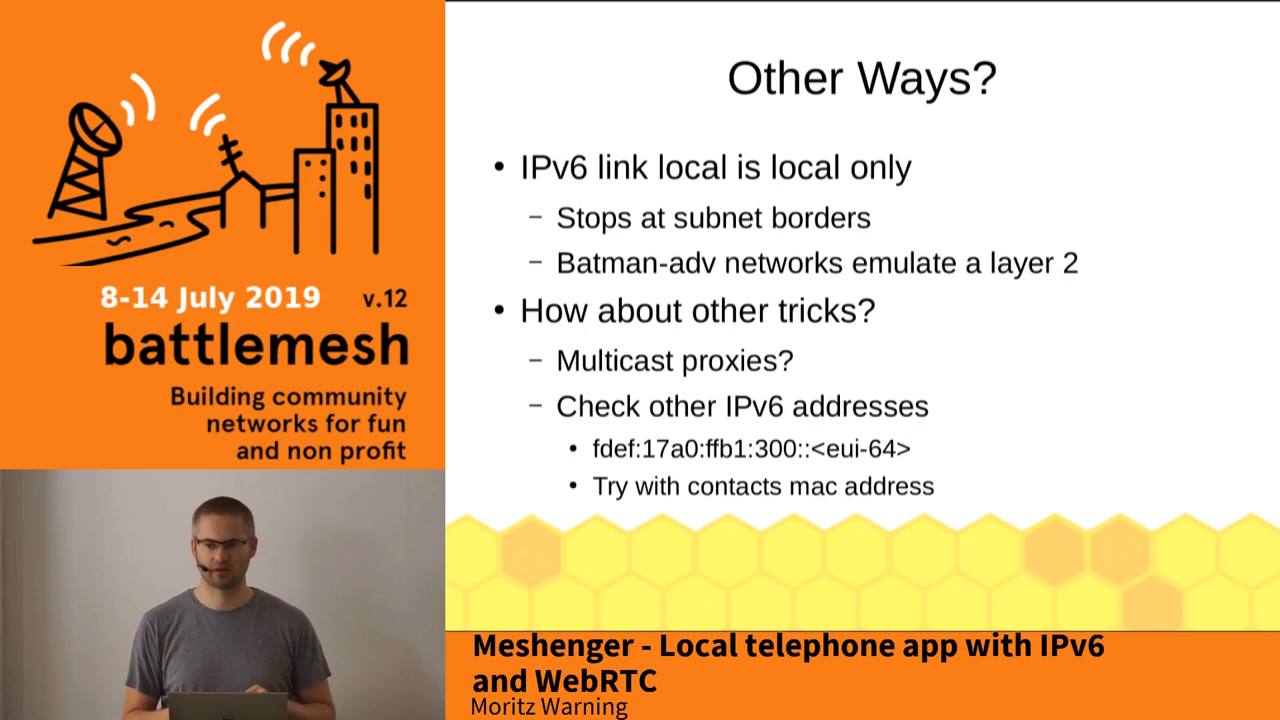 8-14 July 2019 v.12
battlemesh
Building community
networks for fun
and non profit
Other Ways?
• IPv6 link local is local only
– Stops at subnet borders
– Batman-adv networks emulate a layer 2
• How about other tricks?
– Multicast proxies?
– Check other IPv6 addresses
• fdef:17a0:ffb1:300::<eui-64>
• Try with contacts mac address
Meshenger - Local telephone app with IPv6
and WebRTC
Moritz Warning